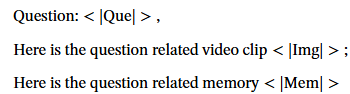 Question: < |Que| > ,
Here is the question related video clip < |Img| > ;
Here is the question related memory < |Mem| >